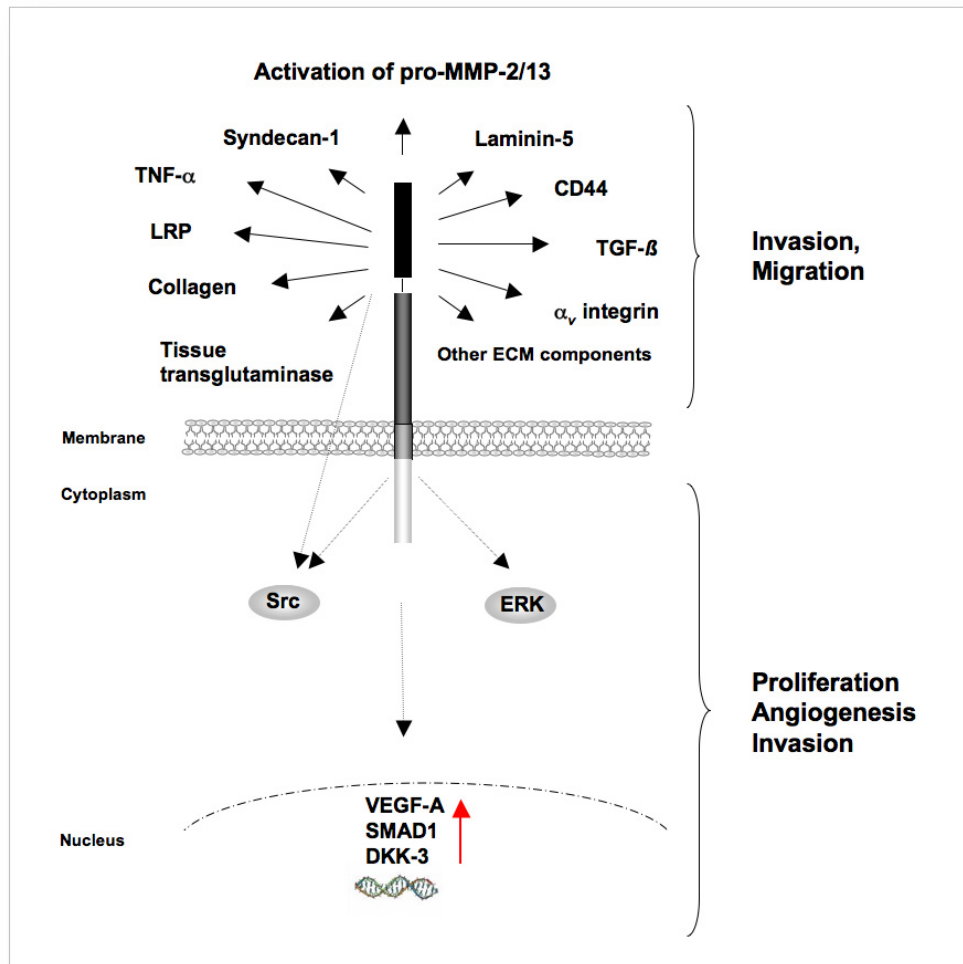 Activation of pro-MMP-2/13
Syndecan-1
Laminin-5
TNF-α
CD44
LRP
TGF-ß
Collagen
αv integrin
Tissue
transglutaminase
Other ECM components
Invasion,
Migration
Membrane
Cytoplasm
Src
ERK
Proliferation
Angiogenesis
Invasion
Nucleus
VEGF-A
SMAD1
DKK-3